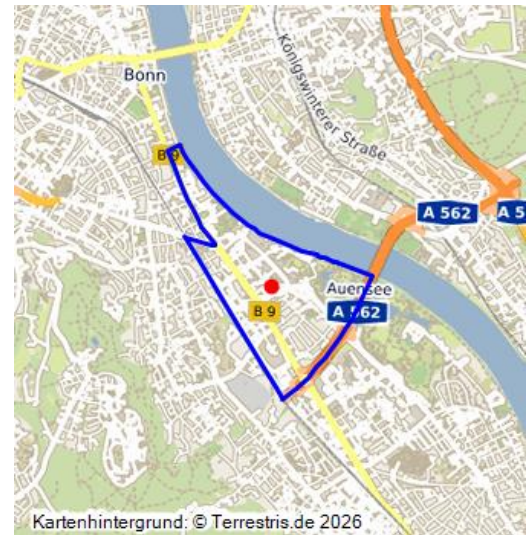 Bonn
Königswinterer Straße
B 9
A 562
A 5
Auensee
B 9
A 562
Kartenhintergrund: © Terrestris.de 2026